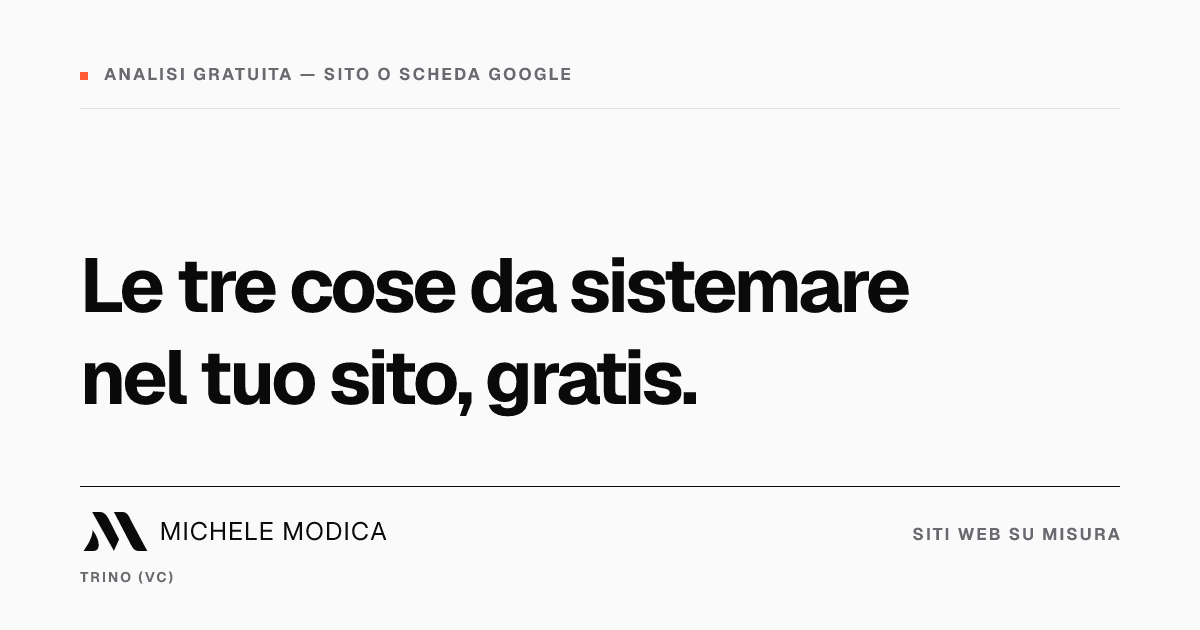 ANALISI GRATUITA — SITO O SCHEDA GOOGLE
Le tre cose da sistemare
nel tuo sito, gratis.
MICHELE MODICA
SITI WEB SU MISURA
TRINO (VC)